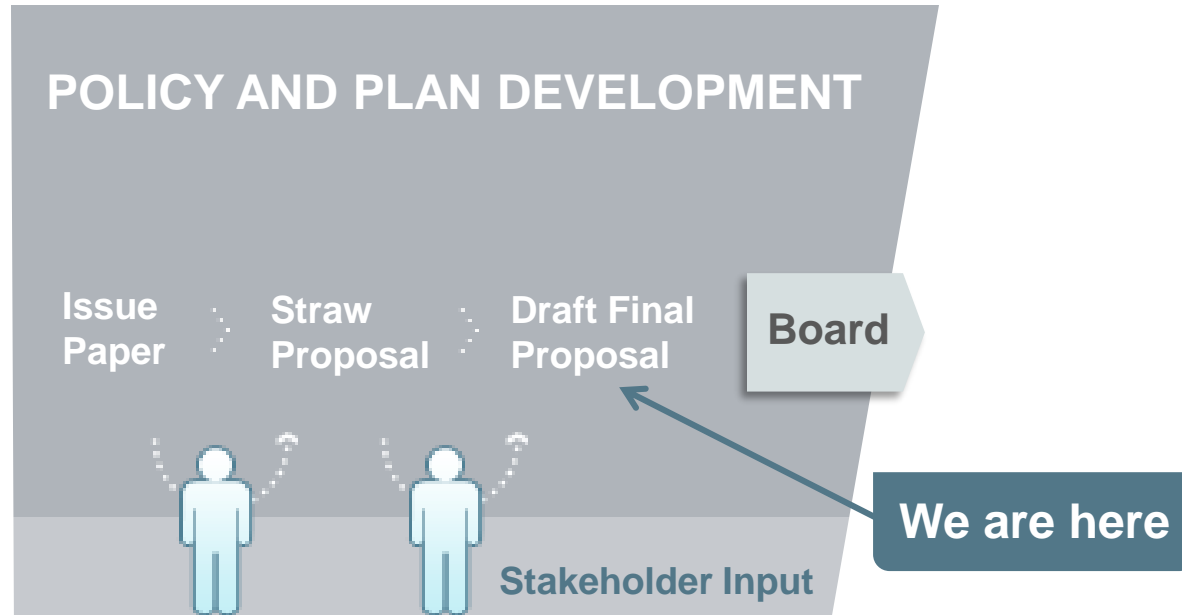 POLICY AND PLAN DEVELOPMENT
Issue
Paper
Straw
Proposal
Draft Final
Proposal
Board
We are here
Stakeholder Input